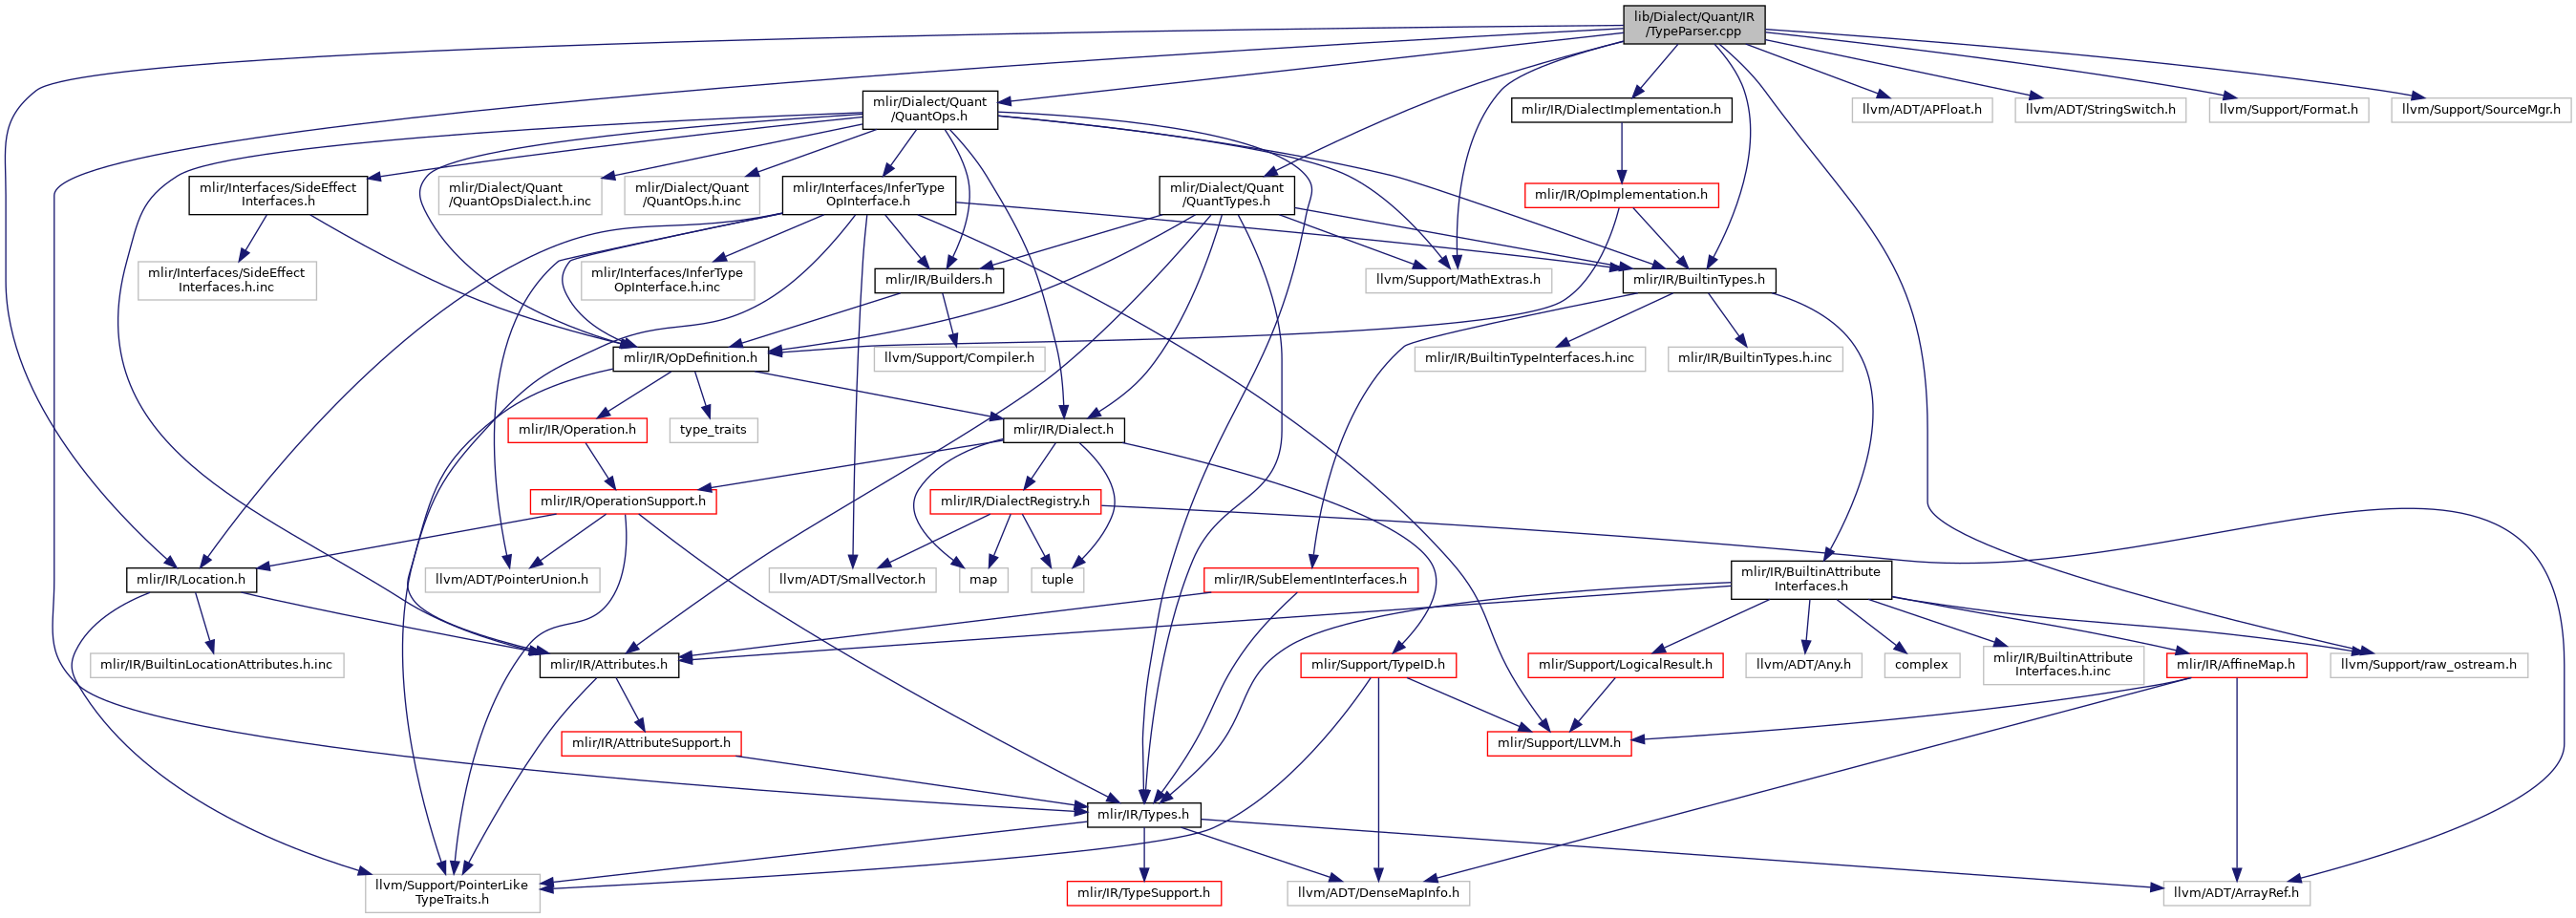 lib/Dialect/Quant/IR
/TypeParser.cpp
mlir/Dialect/Quant
/QuantOps.h
mlir/IR/DialectImplementation.h
llvm/ADT/APFloat.h
llvm/ADT/StringSwitch.h
llvm/Support/Format.h
llvm/Support/SourceMgr.h
mlir/Interfaces/SideEffect
Interfaces.h
mlir/Dialect/Quant
/QuantOpsDialect.h.inc
mlir/Dialect/Quant
/QuantOps.h.inc
mlir/Interfaces/InferType
OpInterface.h
mlir/Dialect/Quant
/QuantTypes.h
mlir/IR/OpImplementation.h
mlir/Interfaces/SideEffect
Interfaces.h.inc
mlir/Interfaces/InferType
OpInterface.h.inc
mlir/IR/Builders.h
llvm/Support/MathExtras.h
mlir/IR/BuiltinTypes.h
mlir/IR/OpDefinition.h
llvm/Support/Compiler.h
mlir/IR/BuiltinTypeInterfaces.h.inc
mlir/IR/BuiltinTypes.h.inc
mlir/IR/Operation.h
type_traits
mlir/IR/Dialect.h
mlir/IR/OperationSupport.h
mlir/IR/DialectRegistry.h
mlir/IR/Location.h
llvm/ADT/PointerUnion.h
llvm/ADT/SmallVector.h
map
tuple
mlir/IR/SubElementInterfaces.h
mlir/IR/BuiltinAttribute
Interfaces.h
mlir/IR/BuiltinLocationAttributes.h.inc
mlir/IR/Attributes.h
mlir/Support/TypeID.h
mlir/Support/LogicalResult.h
llvm/ADT/Any.h
complex
mlir/IR/BuiltinAttribute
Interfaces.h.inc
mlir/IR/AffineMap.h
llvm/Support/raw_ostream.h
mlir/IR/AttributeSupport.h
mlir/Support/LLVM.h
mlir/IR/Types.h
llvm/Support/PointerLike
TypeTraits.h
mlir/IR/TypeSupport.h
llvm/ADT/DenseMapInfo.h
llvm/ADT/ArrayRef.h